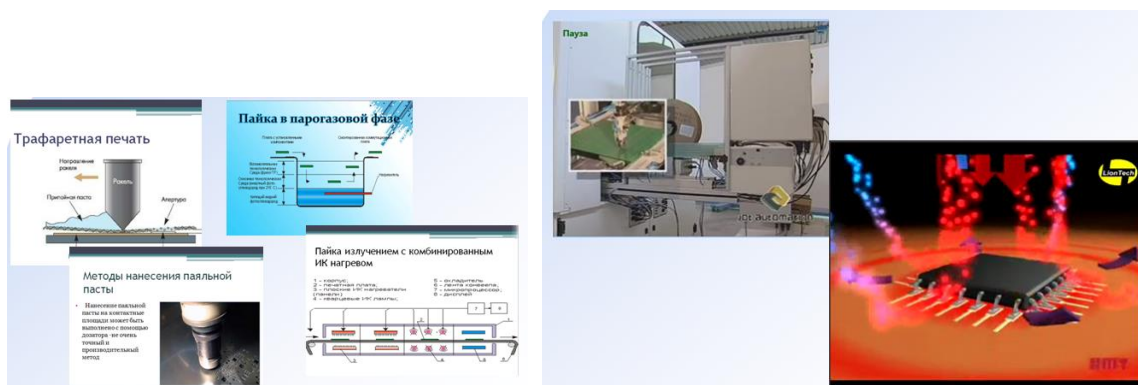 Трафаретная печать
Направление
ракеля
Ракель
Припойная паста
Апертура
Пайка в парогазовой фазе
Методы нанесения паяльной
пасты
• Нанесение паяльной
пасты на контактные
площади может быть
выполнено с помощью
дозатора -не очень
точный и
производительный
метод
Пайка излучением с комбинированным
ИК нагревом
1 – корпус;
2 – печатная плата;
3 – плоские ИК нагреватели
(панели)
4 – кварцевые ИК лампы;
5 – охладитель
6 – лента конвейера;
7 – микропроцессор;
8 – дисплей
Пауза
automation
LionTech